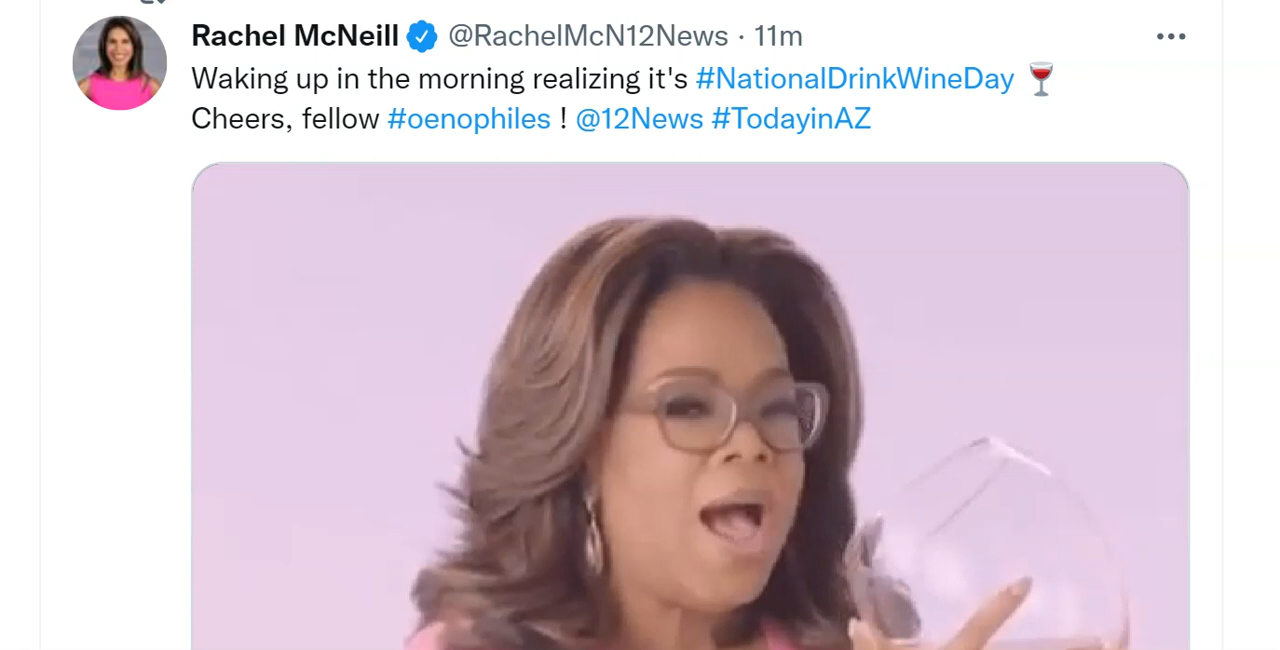 Rachel McNeill @RachelMcN12News · 11m
Waking up in the morning realizing it's #NationalDrinkWineDay 🍷
Cheers, fellow #oenophiles ! @12News #TodayinAZ